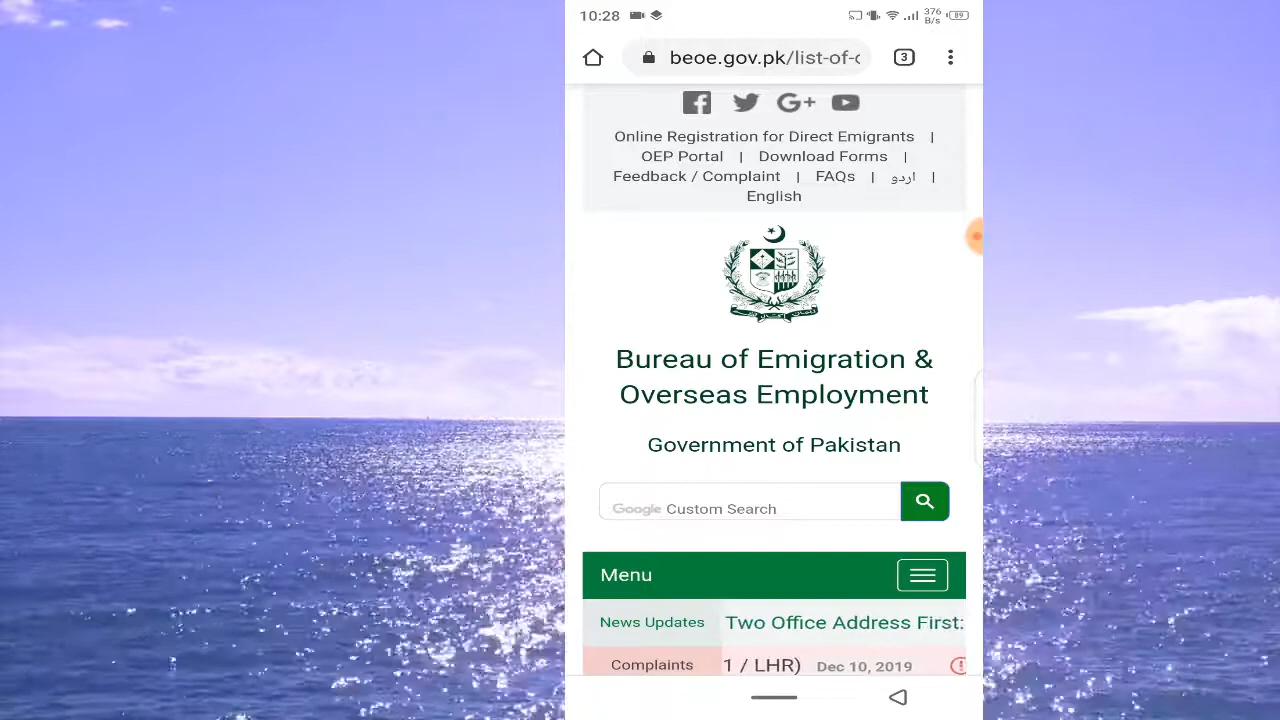 10:28
376
B/s
89
beoe.gov.pk/list-of-c
3
Online Registration for Direct Emigrants |
OEP Portal | Download Forms |
Feedback / Complaint | FAQs | اردو |
English
Bureau of Emigration &
Overseas Employment
Government of Pakistan
Google Custom Search
Menu
News Updates Two Office Address First:
Complaints 1 / LHR) Dec 10, 2019